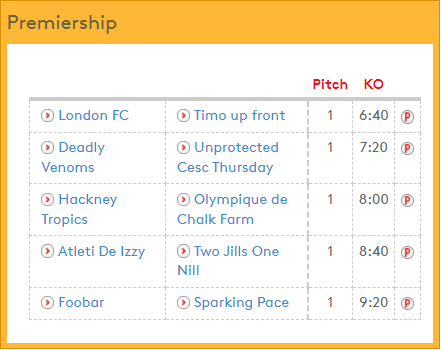 Premiership
Pitch KO
London FC Timo up front 1 6:40 P
Deadly Unprotected 1 7:20 P
Venoms Cesc Thursday
Hackney Olympique de 1 8:00 P
Tropics Chalk Farm
Atleti De Izzy Two Jills One 1 8:40 P
Nill
Foobar Sparking Pace 1 9:20 P